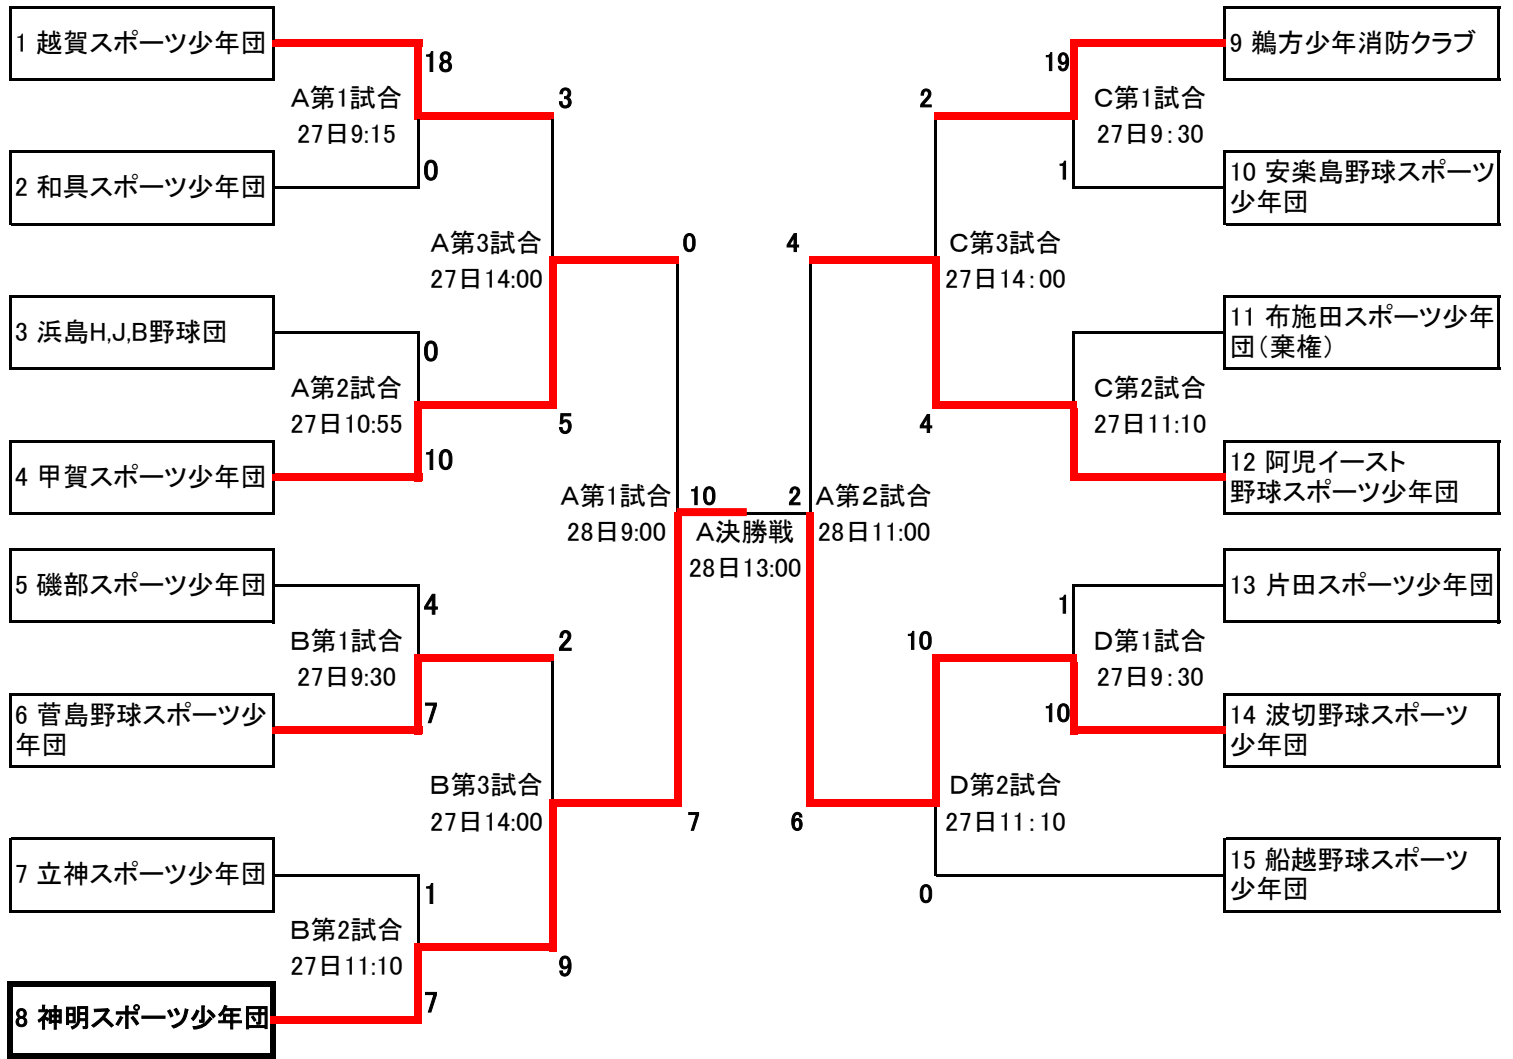 1 越賀スポーツ少年団
18
A第1試合
27日9:15
3
0
2 和具スポーツ少年団
A第3試合
27日14:00
0
3 浜島H,J,B野球団
0
A第2試合
27日10:55
5
10
4 甲賀スポーツ少年団
A第1試合
28日9:00
10
A決勝戦
28日13:00
2
5 磯部スポーツ少年団
4
B第1試合
27日9:30
2
7
6 菅島野球スポーツ少
年団
B第3試合
27日14:00
7
7 立神スポーツ少年団
1
B第2試合
27日11:10
9
7
8 神明スポーツ少年団
9 鵜方少年消防クラブ
19
C第1試合
27日9:30
2
1
10 安楽島野球スポーツ
少年団
4
C第3試合
27日14:00
11 布施田スポーツ少年
団(棄権)
C第2試合
27日11:10
4
12 阿児イースト
野球スポーツ少年団
A第2試合
28日11:00
13 片田スポーツ少年団
1
10
D第1試合
27日9:30
10
14 波切野球スポーツ
少年団
D第2試合
27日11:10
6
15 船越野球スポーツ
少年団
0